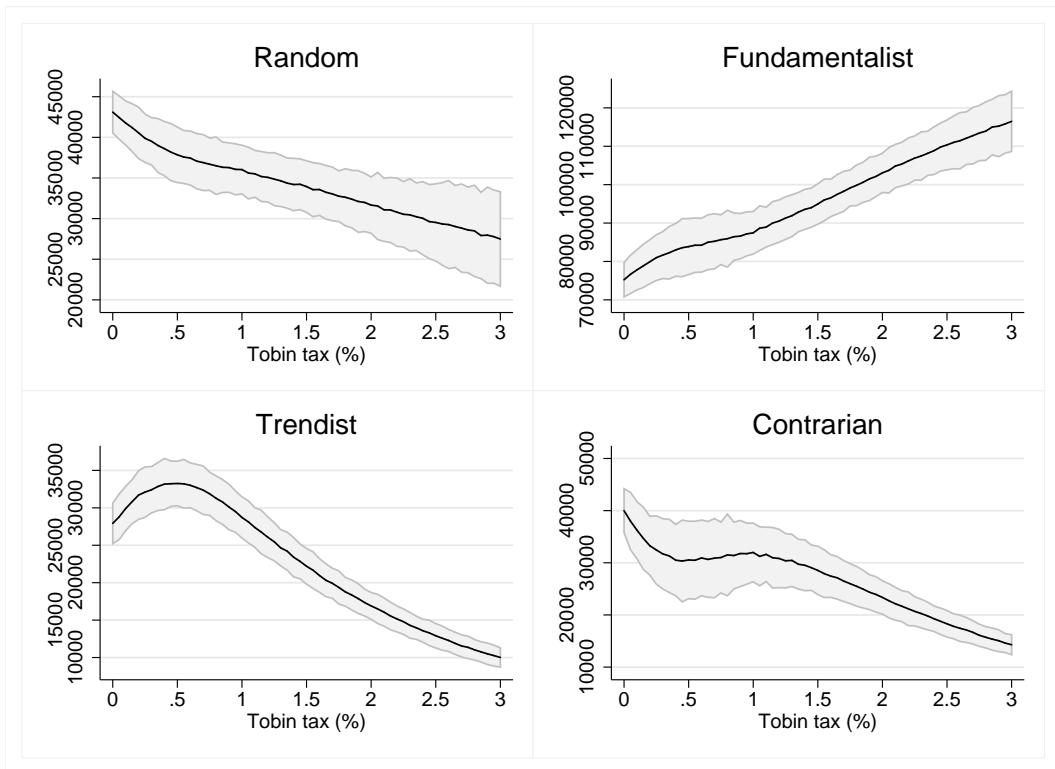 Random
45000
40000
35000
30000
25000
20000
0 .5 1 1.5 2 2.5 3
Tobin tax (%)
Fundamentalist
120000
110000
100000
90000
80000
70000
0 .5 1 1.5 2 2.5 3
Tobin tax (%)
Trendist
35000
30000
25000
20000
15000
10000
0 .5 1 1.5 2 2.5 3
Tobin tax (%)
Contrarian
50000
40000
30000
20000
10000
0 .5 1 1.5 2 2.5 3
Tobin tax (%)